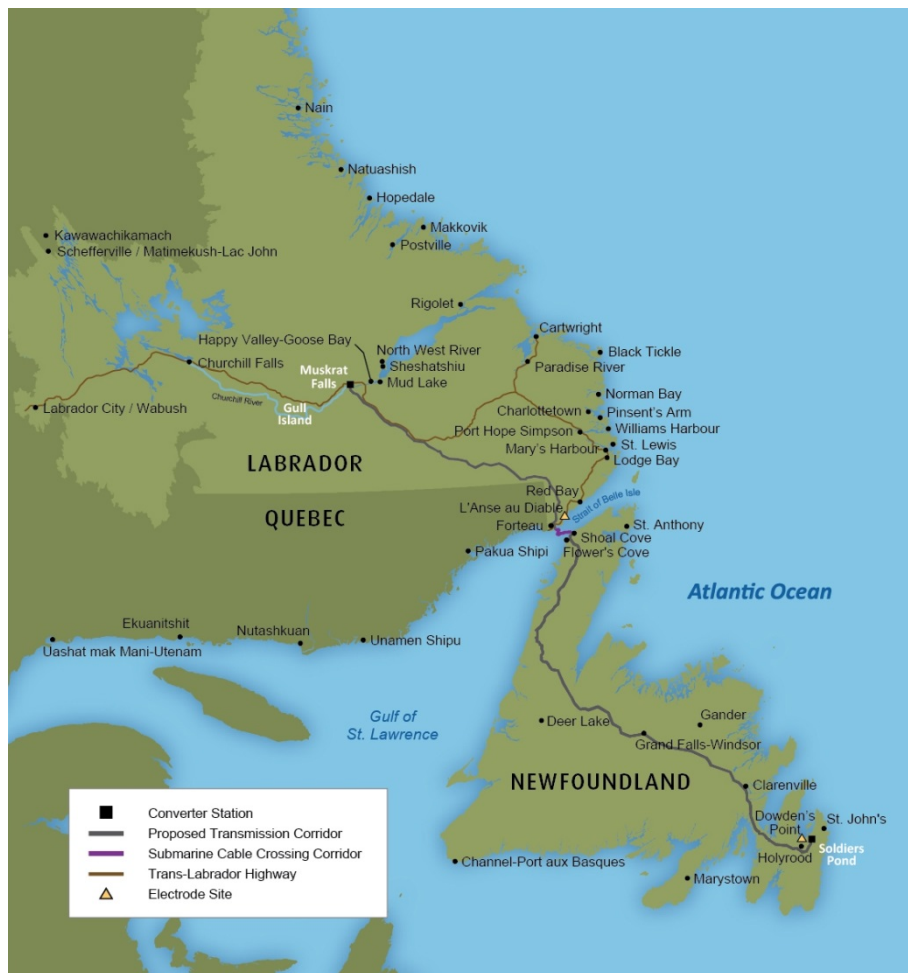 Nain
Natuashish
Hopedale
Makkovik
Postville
Kawawachikamach
Schefferville / Matimekush-Lac John
Rigolet
Cartwright
Happy Valley-Goose Bay
North West River
Black Tickle
Churchill Falls
Sheshatshiu
Paradise River
Muskrat
Falls
Mud Lake
Norman Bay
Labrador City / Wabush
Churchill River
Gull
Island
Charlottetown
Pinsent's Arm
Williams Harbour
Port Hope Simpson
St. Lewis
Mary's Harbour
Lodge Bay
LABRADOR
Red Bay
Strait of Belle Isle
L'Anse au Diable
QUEBEC
Forteau
St. Anthony
Shoal Cove
Pakua Shipi
Flower's Cove
Atlantic Ocean
Ekuanitshit
Nutashkuan
Unamen Shipu
Uashat mak Mani-Utenam
Gulf of
St. Lawrence
Deer Lake
Gander
Grand Falls-Windsor
NEWFOUNDLAND
Clarenville
Dowden's
Point
St. John's
Soldiers
Pond
Holyrood
Channel-Port aux Basques
Marystown
Converter Station
Proposed Transmission Corridor
Submarine Cable Crossing Corridor
Trans-Labrador Highway
Electrode Site